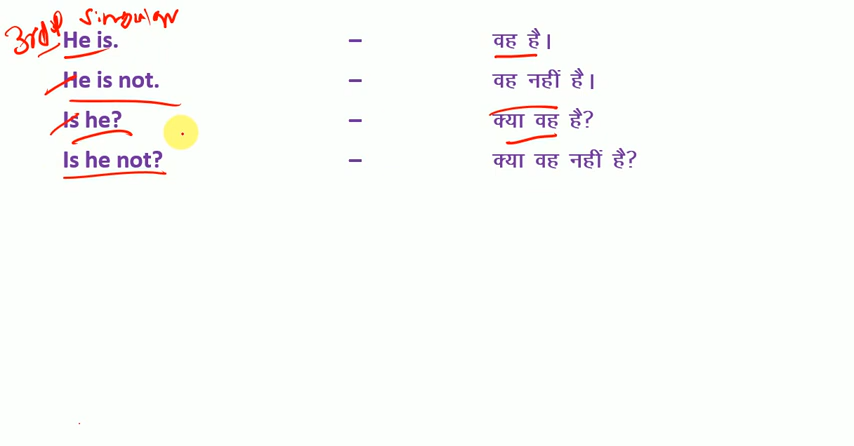 3rd P singular
He is. – वह है।
He is not. – वह नहीं है।
Is he? – क्या वह है?
Is he not? – क्या वह नहीं है?